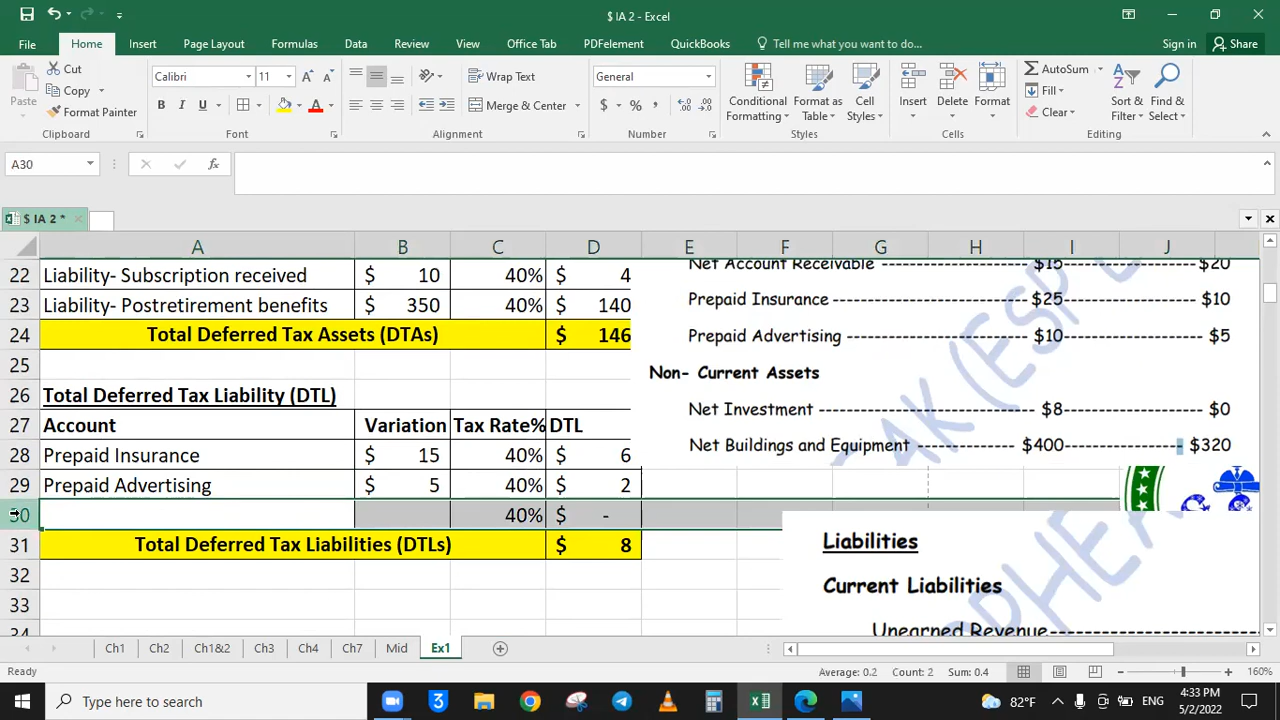 $ IA 2 - Excel
File Home Insert Page Layout Formulas Data Review View Office Tab PDFelement QuickBooks Tell me what you want to do... Sign in Share
Paste Cut Copy Format Painter Clipboard
Calibri 11 B I U A Font
Wrap Text Merge & Center Alignment
General $ % , Number
Conditional Formatting Format as Table Cell Styles Styles
Insert Delete Format Cells
AutoSum Fill Clear Sort & Filter Find & Select Editing
A30 fx
$ IA 2 *
A B C D E F G H I J
22 Liability- Subscription received $ 10 40% $ 4
23 Liability- Postretirement benefits $ 350 40% $ 140
24 Total Deferred Tax Assets (DTAs) $ 146
25
26 Total Deferred Tax Liability (DTL)
27 Account Variation Tax Rate% DTL
28 Prepaid Insurance $ 15 40% $ 6
29 Prepaid Advertising $ 5 40% $ 2
30 40% $ -
31 Total Deferred Tax Liabilities (DTLs) $ 8
32
33
34
Net Account Receivable ---------------------------- $15---------------------- $20
Prepaid Insurance ---------------------------------- $25---------------------- $10
Prepaid Advertising -------------------------------- $10---------------------- $5
Non- Current Assets
Net Investment ------------------------------------- $8----------------------- $0
Net Buildings and Equipment ---------------- $400------------------- $320
Liabilities
Current Liabilities
Unearned Revenue
Ch1 Ch2 Ch1&2 Ch3 Ch4 Ch7 Mid Ex1
Ready Average: 0.2 Count: 2 Sum: 0.4 160%
Type here to search 82°F ENG 4:33 PM
5/2/2022